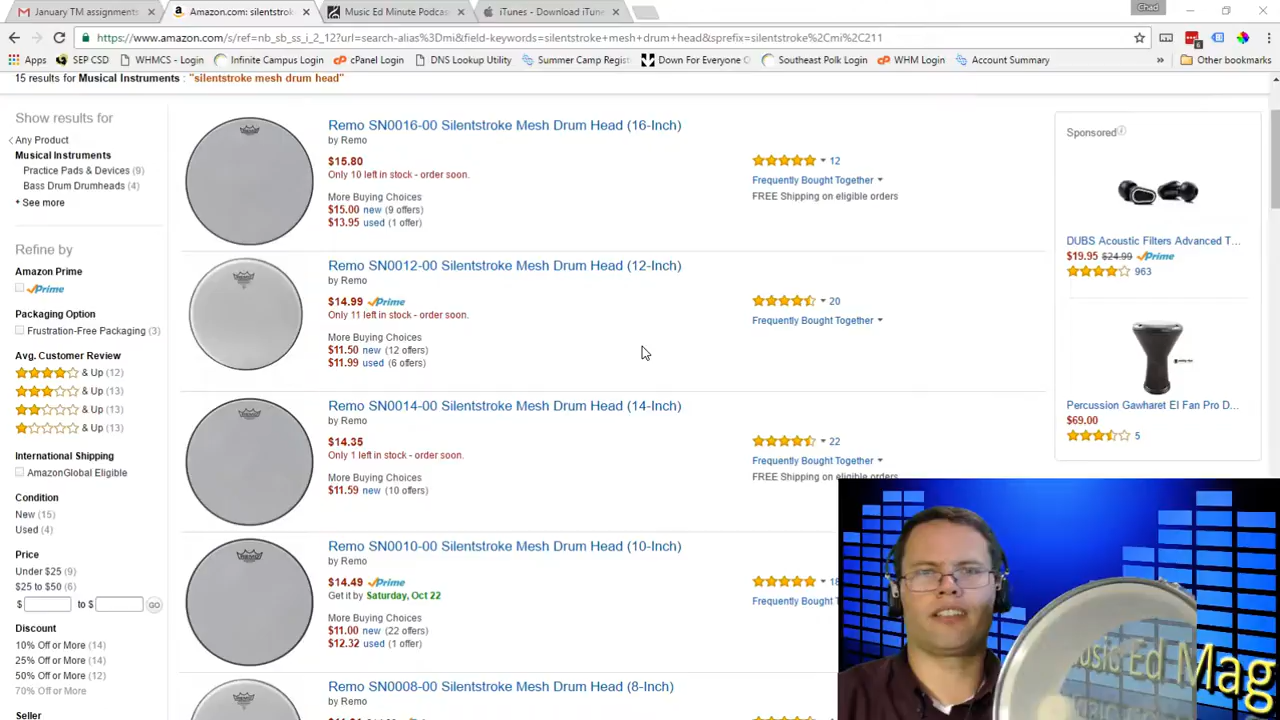 January TM assignments
Amazon.com: silentstrok
Music Ed Minute Podcas
iTunes - Download iTune
Chad
https://www.amazon.com/s/ref=nb_sb_ss_i_2_12?url=search-alias%3Dmi&field-keywords=silentstroke+mesh+drum+head&sprefix=silentstroke%2Cmi%2C211
Apps SEP CSD WHMCS - Login Infinite Campus Login cPanel Login DNS Lookup Utility Summer Camp Regist Down For Everyone O Southeast Polk Login WHM Login Account Summary Other bookmarks
15 results for Musical Instruments : "silentstroke mesh drum head"
Show results for
Any Product
Musical Instruments
Practice Pads & Devices (9)
Bass Drum Drumheads (4)
+ See more
Refine by
Amazon Prime
Prime
Packaging Option
Frustration-Free Packaging (3)
Avg. Customer Review
& Up (12)
& Up (13)
& Up (13)
& Up (13)
International Shipping
AmazonGlobal Eligible
Condition
New (15)
Used (4)
Price
Under $25 (9)
$25 to $50 (6)
$ to $ GO
Discount
10% Off or More (14)
25% Off or More (14)
50% Off or More (12)
70% Off or More
Seller
Remo SN0016-00 Silentstroke Mesh Drum Head (16-Inch)
by Remo
$15.80
Only 10 left in stock - order soon.
More Buying Choices
$15.00 new (9 offers)
$13.95 used (1 offer)
12
Frequently Bought Together
FREE Shipping on eligible orders
Remo SN0012-00 Silentstroke Mesh Drum Head (12-Inch)
by Remo
$14.99 Prime
Only 11 left in stock - order soon.
More Buying Choices
$11.50 new (12 offers)
$11.99 used (6 offers)
20
Frequently Bought Together
Remo SN0014-00 Silentstroke Mesh Drum Head (14-Inch)
by Remo
$14.35
Only 1 left in stock - order soon.
More Buying Choices
$11.59 new (10 offers)
22
Frequently Bought Together
FREE Shipping on eligible orders
Remo SN0010-00 Silentstroke Mesh Drum Head (10-Inch)
by Remo
$14.49 Prime
Get it by Saturday, Oct 22
More Buying Choices
$11.00 new (22 offers)
$12.32 used (1 offer)
Frequently Bought
Remo SN0008-00 Silentstroke Mesh Drum Head (8-Inch)
by Remo
Sponsored
DUBS Acoustic Filters Advanced T...
$19.95 $24.99 Prime
963
Percussion Gawharet El Fan Pro D...
$69.00
5
usic Ed Mag